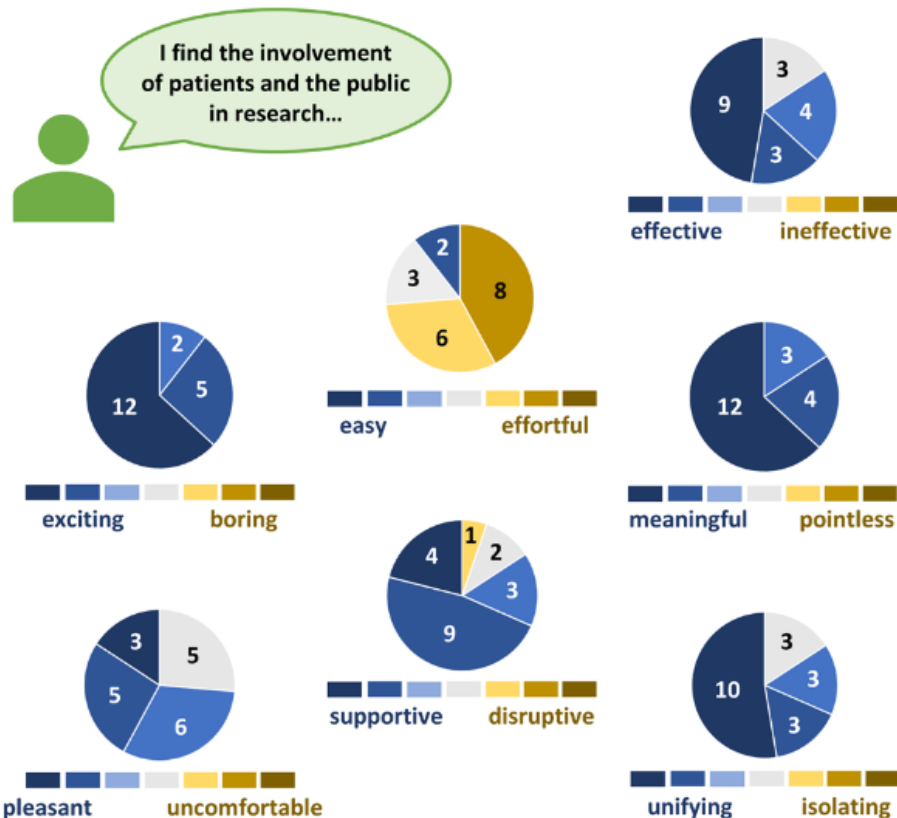 I find the involvement
of patients and the public
in research...
3
9
4
3
effective ineffective
2
3
8
6
easy effortful
2
12
5
exciting boring
3
12
4
meaningful pointless
1
4
2
3
9
supportive disruptive
3
5
5
6
pleasant uncomfortable
3
10
3
3
unifying isolating